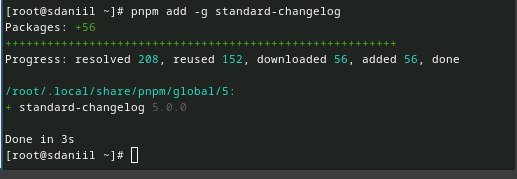 [root@sdaniil ~]# pnpm add -g standard-changelog
Packages: +56
++++++++++++++++++++++++++++++++++++++++++++++++++++++++
Progress: resolved 208, reused 152, downloaded 56, added 56, done
/root/.local/share/pnpm/global/5:
+ standard-changelog 5.0.0
Done in 3s
[root@sdaniil ~]#